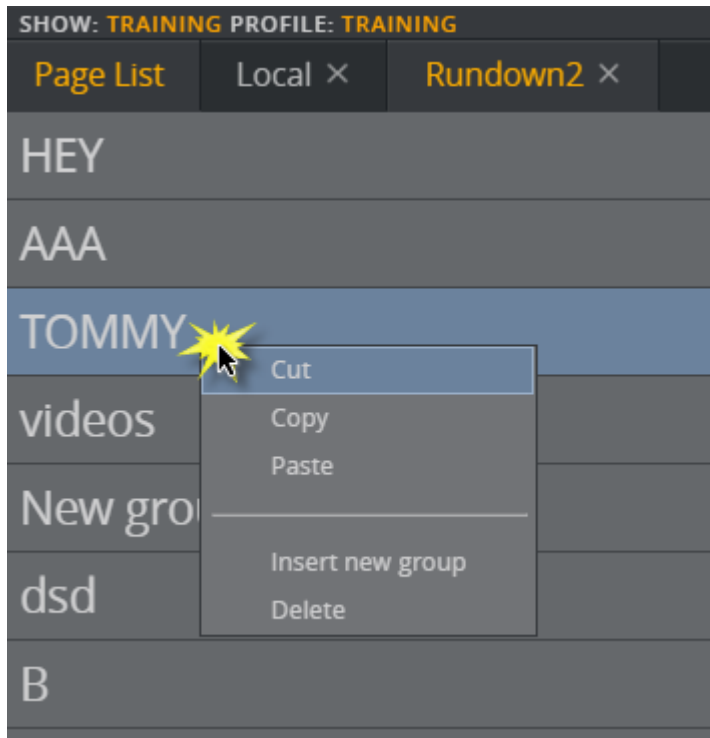 SHOW: TRAINING PROFILE: TRAINING
Page List Local × Rundown2 ×
HEY
AAA
TOMMY
Cut
videos
Copy
Paste
New
Insert new group
dsd
Delete
B